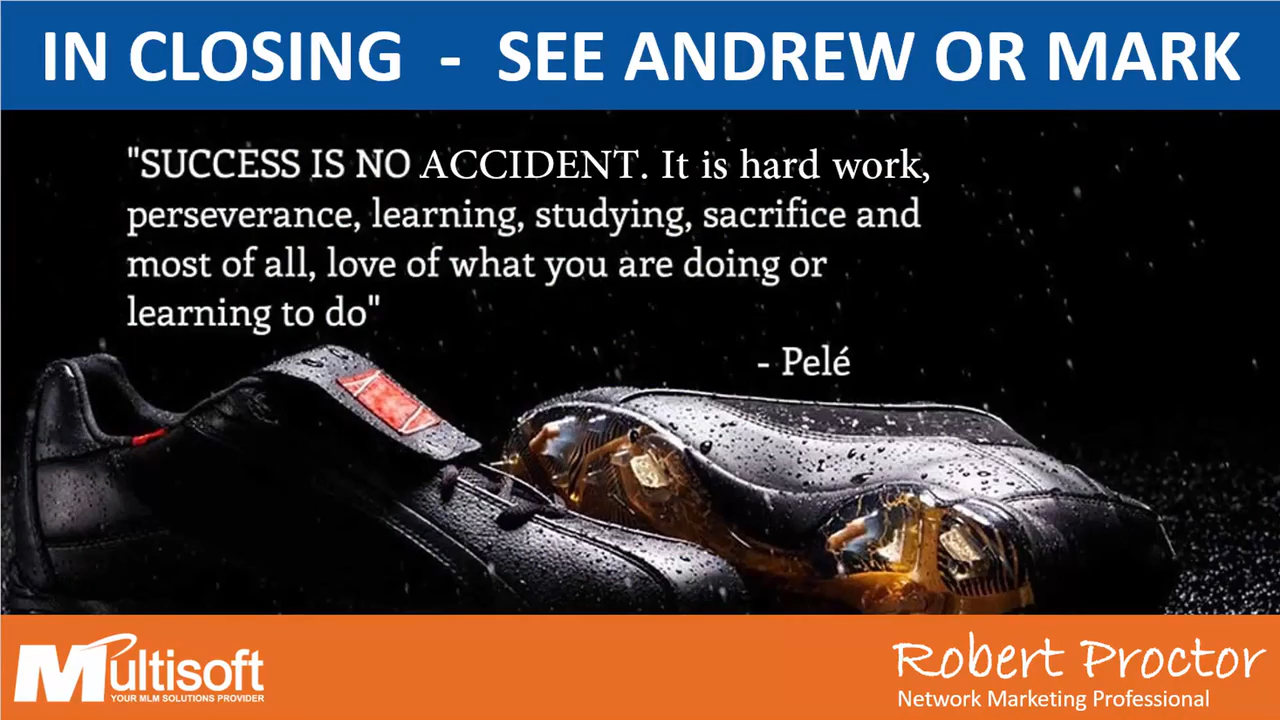 IN CLOSING - SEE ANDREW OR MARK
"SUCCESS IS NO ACCIDENT. It is hard work,
perseverance, learning, studying, sacrifice and
most of all, love of what you are doing or
learning to do"
- Pelé
Multisoft
YOUR MLM SOLUTIONS PROVIDER
Robert Proctor
Network Marketing Professional